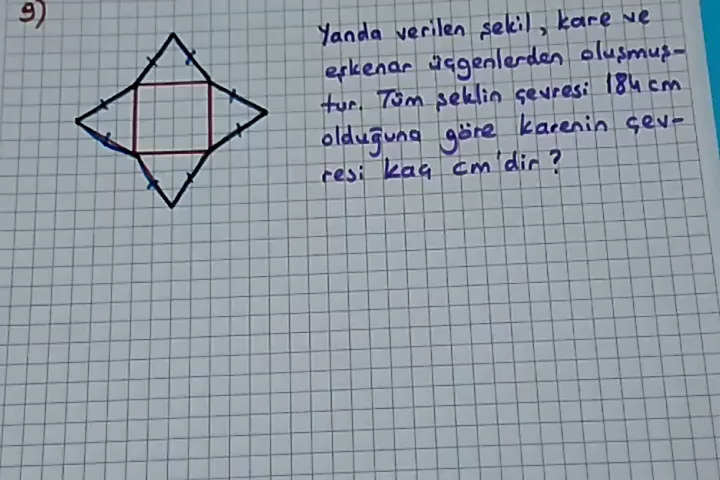 9)
Yanda verilen şekil, kare ve
eşkenar üçgenlerden oluşmuş-
tur. Tüm şeklin çevresi 184 cm
olduğuna göre karenin çev-
resi kaç cm'dir?